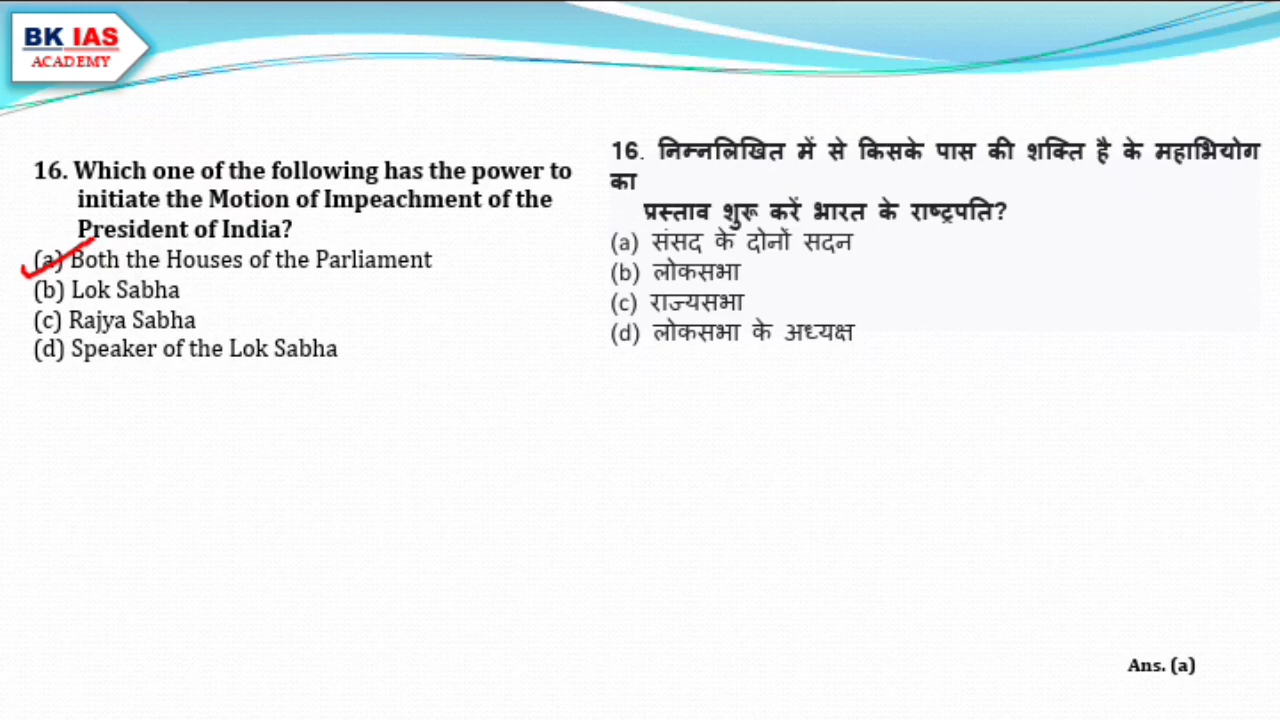 BK IAS
ACADEMY
16. Which one of the following has the power to
initiate the Motion of Impeachment of the
President of India?
(a) Both the Houses of the Parliament
(b) Lok Sabha
(c) Rajya Sabha
(d) Speaker of the Lok Sabha
16. निम्नलिखित में से किसके पास की शक्ति है के महाभियोग
का
प्रस्ताव शुरू करें भारत के राष्ट्रपति?
(a) संसद के दोनों सदन
(b) लोकसभा
(c) राज्यसभा
(d) लोकसभा के अध्यक्ष
Ans. (a)